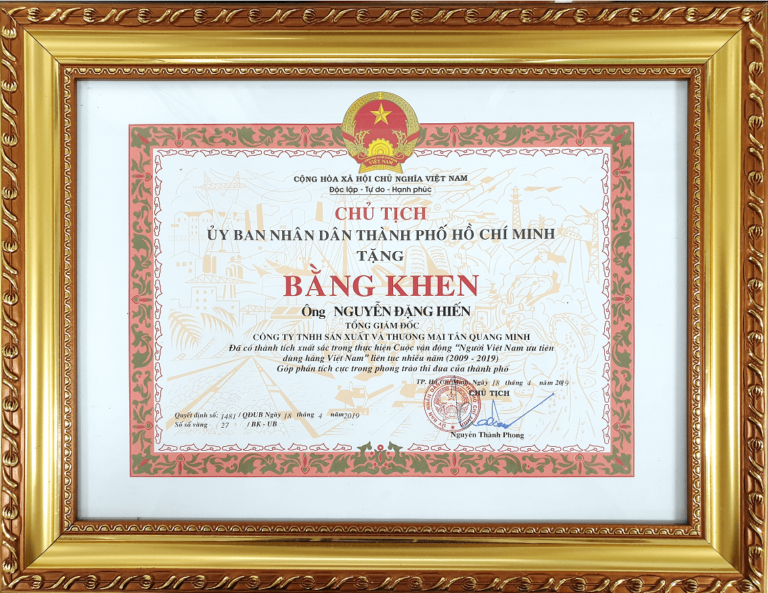 VIỆT NAM
CỘNG HÒA XÃ HỘI CHỦ NGHĨA VIỆT NAM
Độc lập - Tự do - Hạnh phúc
CHỦ TỊCH
ỦY BAN NHÂN DÂN THÀNH PHỐ HỒ CHÍ MINH
TẶNG
BẰNG KHEN
Ông NGUYỄN ĐẶNG HIẾN
TỔNG GIÁM ĐỐC
CÔNG TY TNHH SẢN XUẤT VÀ THƯƠNG MẠI TÂN QUANG MINH
Đã có thành tích xuất sắc trong thực hiện Cuộc vận động "Người Việt Nam ưu tiên
dùng hàng Việt Nam" liên tục nhiều năm (2009 - 2019)
Góp phần tích cực trong phong trào thi đua của thành phố
TP. Hồ Chí Minh, Ngày 18 tháng 4 năm 2019
CHỦ TỊCH
Quyết định số: 1481 / QĐUB Ngày 18 tháng 4 năm 2019
Số sổ vàng : 27 / BK - UB
Nguyễn Thành Phong